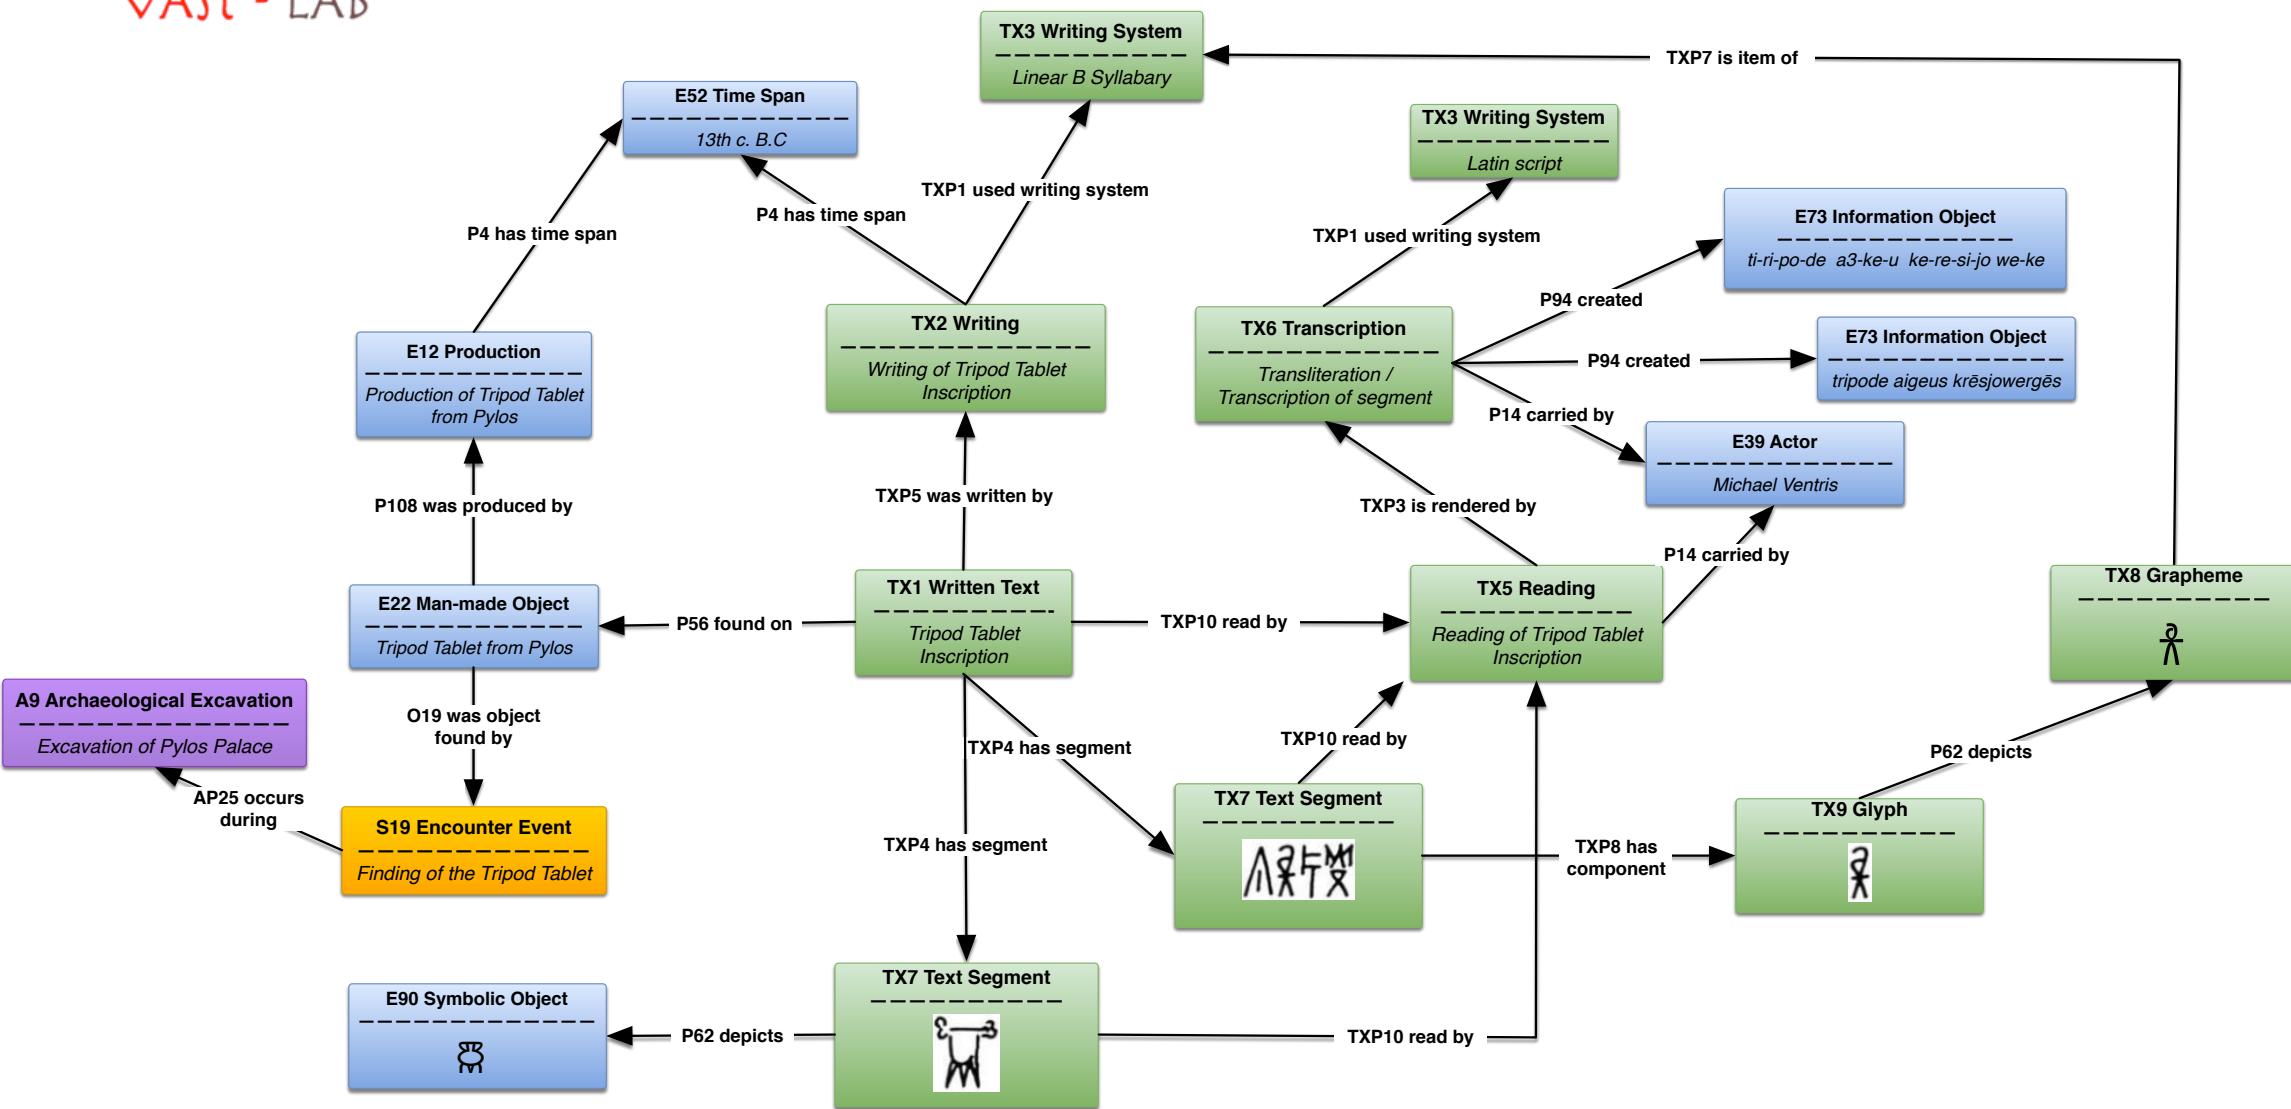 VAST - LAB
TX3 Writing System
Linear B Syllabary
TXP7 is item of
E52 Time Span
13th c. B.C
TX3 Writing System
Latin script
TXP1 used writing system
P4 has time span
P4 has time span
TXP1 used writing system
E73 Information Object
ti-ri-po-de a3-ke-u ke-re-si-jo we-ke
P94 created
TX2 Writing
Writing of Tripod Tablet
Inscription
TX6 Transcription
Transliteration /
Transcription of segment
E73 Information Object
tripode aigeus krēsjowergēs
P94 created
E12 Production
Production of Tripod Tablet
from Pylos
P14 carried by
E39 Actor
Michael Ventris
P108 was produced by
TXP5 was written by
TXP3 is rendered by
P14 carried by
E22 Man-made Object
Tripod Tablet from Pylos
P56 found on
TX1 Written Text
Tripod Tablet
Inscription
TXP10 read by
TX5 Reading
Reading of Tripod Tablet
Inscription
TX8 Grapheme
A9 Archaeological Excavation
Excavation of Pylos Palace
O19 was object
found by
TXP4 has segment
TXP10 read by
P62 depicts
AP25 occurs
during
S19 Encounter Event
Finding of the Tripod Tablet
TXP4 has segment
TX7 Text Segment
TXP8 has
component
TX9 Glyph
E90 Symbolic Object
P62 depicts
TX7 Text Segment
TXP10 read by